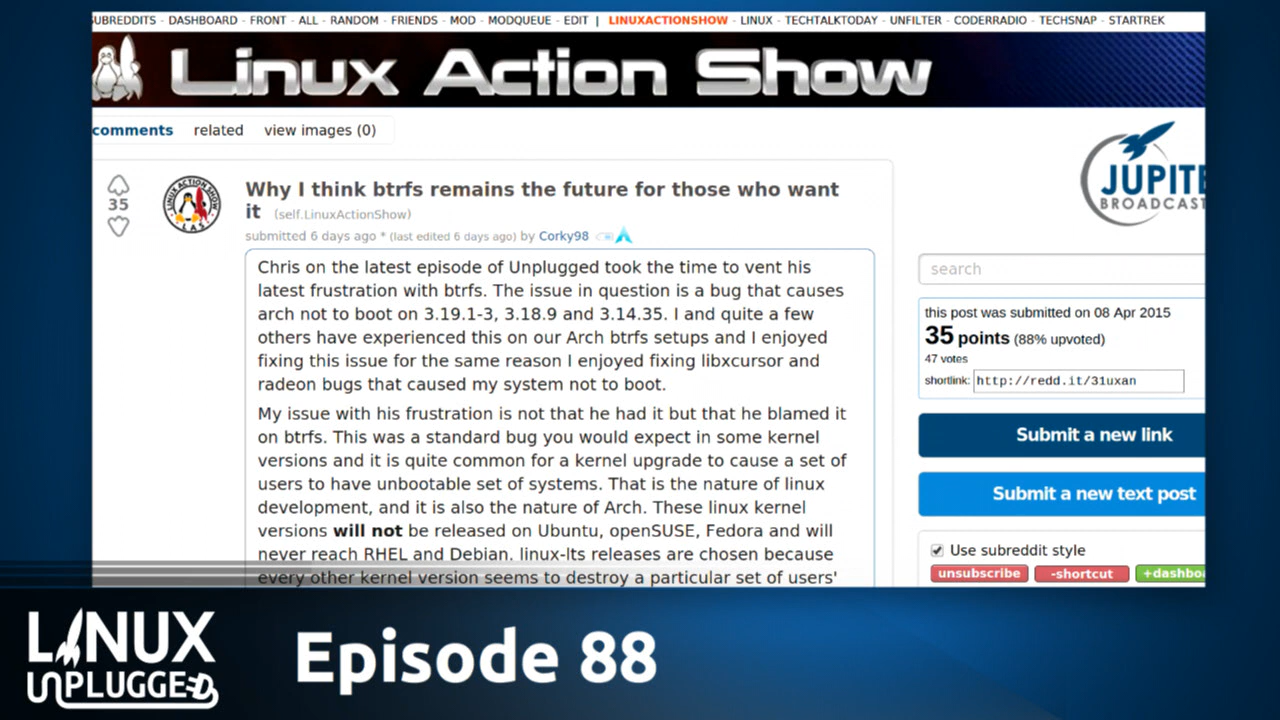 SUBREDDITS - DASHBOARD - FRONT - ALL - RANDOM - FRIENDS - MOD - MODQUEUE - EDIT | LINUXACTIONSHOW - LINUX - TECHTALKTODAY - UNFILTER - CODERRADIO - TECHSNAP - STARTREK
Linux Action Show
comments related view images (0)
35
LINUX ACTION SHOW
L.A.S
Why I think btrfs remains the future for those who want
it (self.LinuxActionShow)
submitted 6 days ago * (last edited 6 days ago) by Corky98
Chris on the latest episode of Unplugged took the time to vent his
latest frustration with btrfs. The issue in question is a bug that causes
arch not to boot on 3.19.1-3, 3.18.9 and 3.14.35. I and quite a few
others have experienced this on our Arch btrfs setups and I enjoyed
fixing this issue for the same reason I enjoyed fixing libxcursor and
radeon bugs that caused my system not to boot.
My issue with his frustration is not that he had it but that he blamed it
on btrfs. This was a standard bug you would expect in some kernel
versions and it is quite common for a kernel upgrade to cause a set of
users to have unbootable set of systems. That is the nature of linux
development, and it is also the nature of Arch. These linux kernel
versions will not be released on Ubuntu, openSUSE, Fedora and will
never reach RHEL and Debian. linux-lts releases are chosen because
every other kernel version seems to destroy a particular set of users'
JUPITE
BROADCAST
search
this post was submitted on 08 Apr 2015
35 points (88% upvoted)
47 votes
shortlink: http://redd.it/31uxan
Submit a new link
Submit a new text post
Use subreddit style
unsubscribe -shortcut +dashbo
LINUX
UNPLUGGED
Episode 88